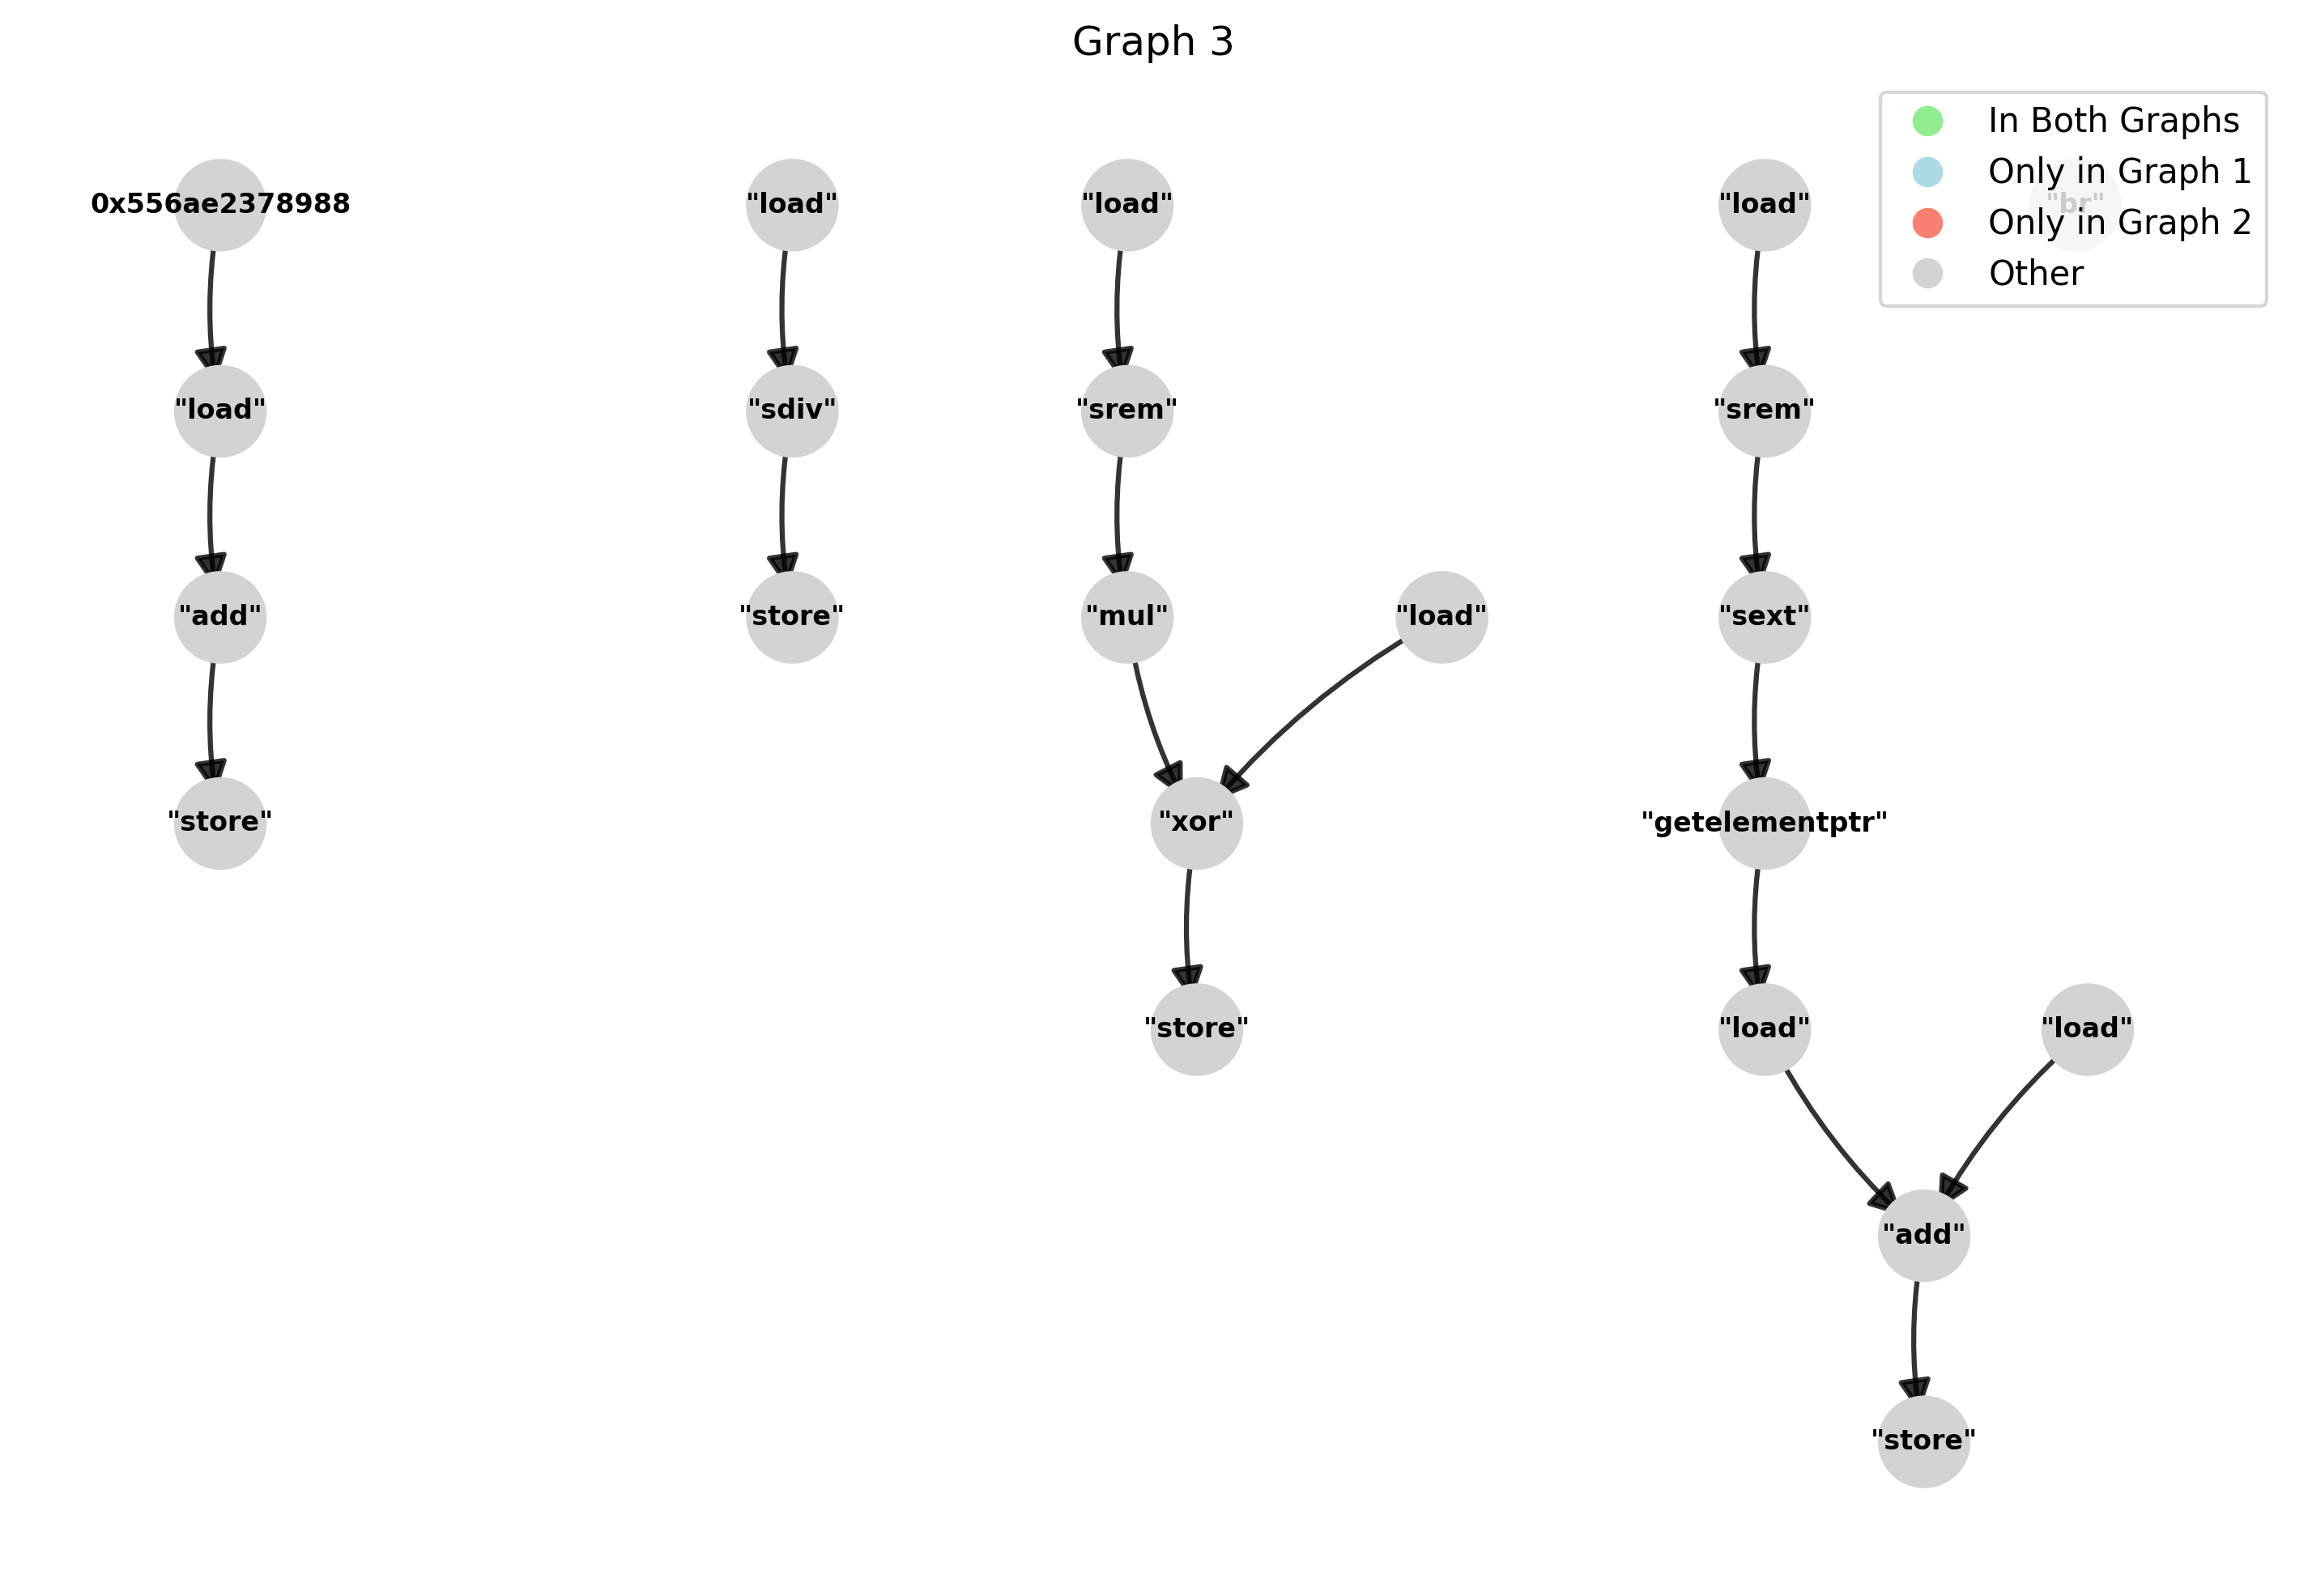 Graph 3
In Both Graphs
Only in Graph 1
Only in Graph 2
Other
0x556ae2378988
"load"
"load"
"load"
"br"
"load"
"sdiv"
"srem"
"srem"
"add"
"store"
"mul"
"load"
"sext"
"store"
"xor"
"getelementptr"
"store"
"load"
"load"
"add"
"store"